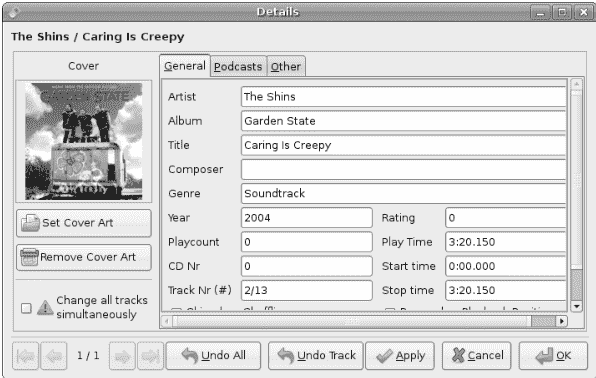 Details
The Shins / Caring Is Creepy
Cover
General Podcasts Other
GARDEN STATE
Artist The Shins
Album Garden State
Title Caring Is Creepy
Composer
Genre Soundtrack
Year 2004 Rating 0
Playcount 0 Play Time 3:20.150
CD Nr 0 Start time 0:00.000
Track Nr (#) 2/13 Stop time 3:20.150
Set Cover Art
Remove Cover Art
Change all tracks
simultaneously
1 / 1 Undo All Undo Track Apply Cancel OK